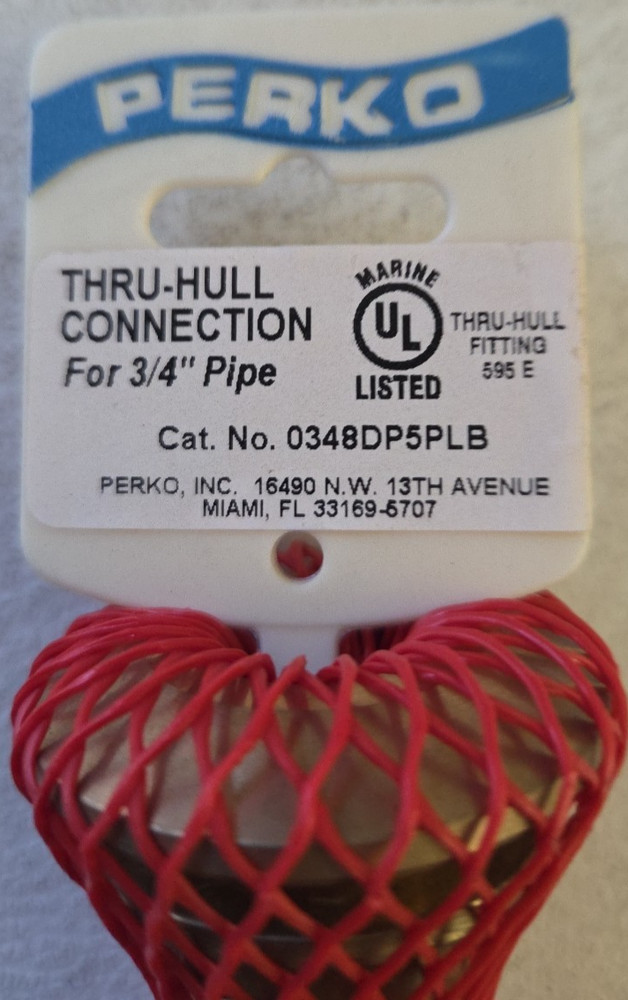 PERKO
THRU-HULL
CONNECTION
For 3/4" Pipe
MARINE
UL
LISTED
THRU-HULL
FITTING
595 E
Cat. No. 0348DP5PLB
PERKO, INC. 16490 N.W. 13TH AVENUE
MIAMI, FL 33169-5707